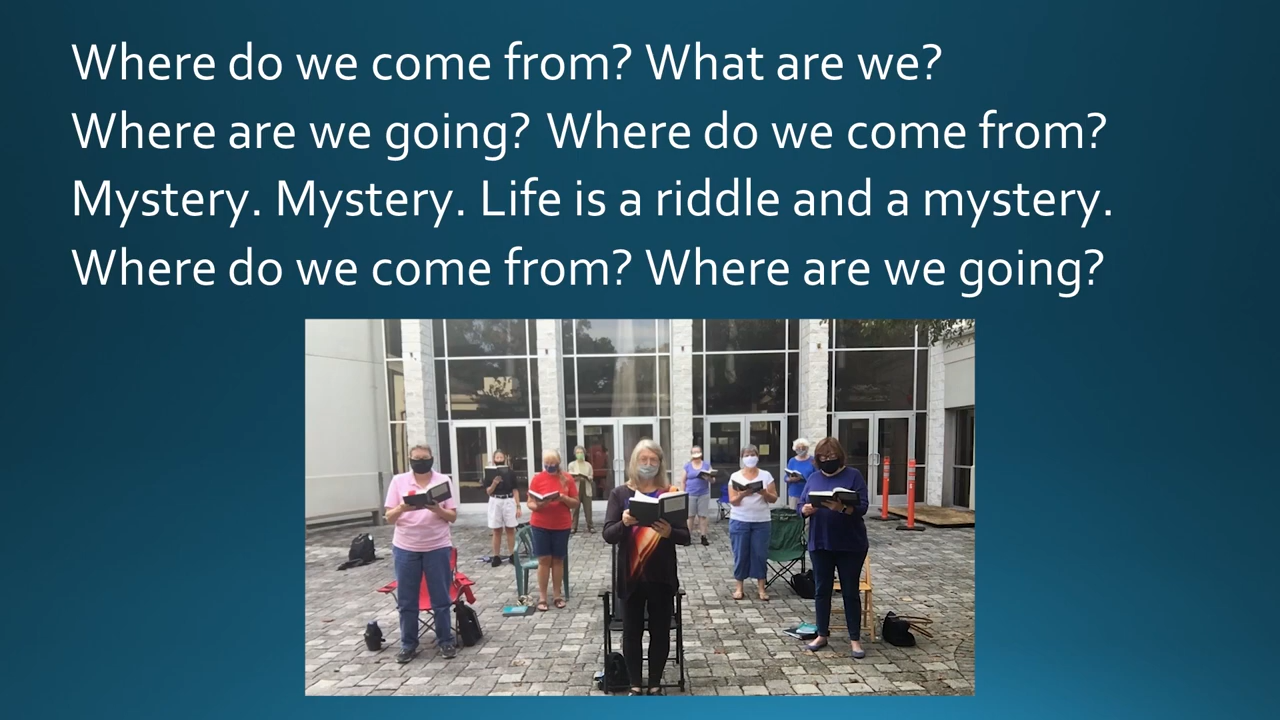 Where do we come from? What are we?
Where are we going? Where do we come from?
Mystery. Mystery. Life is a riddle and a mystery.
Where do we come from? Where are we going?